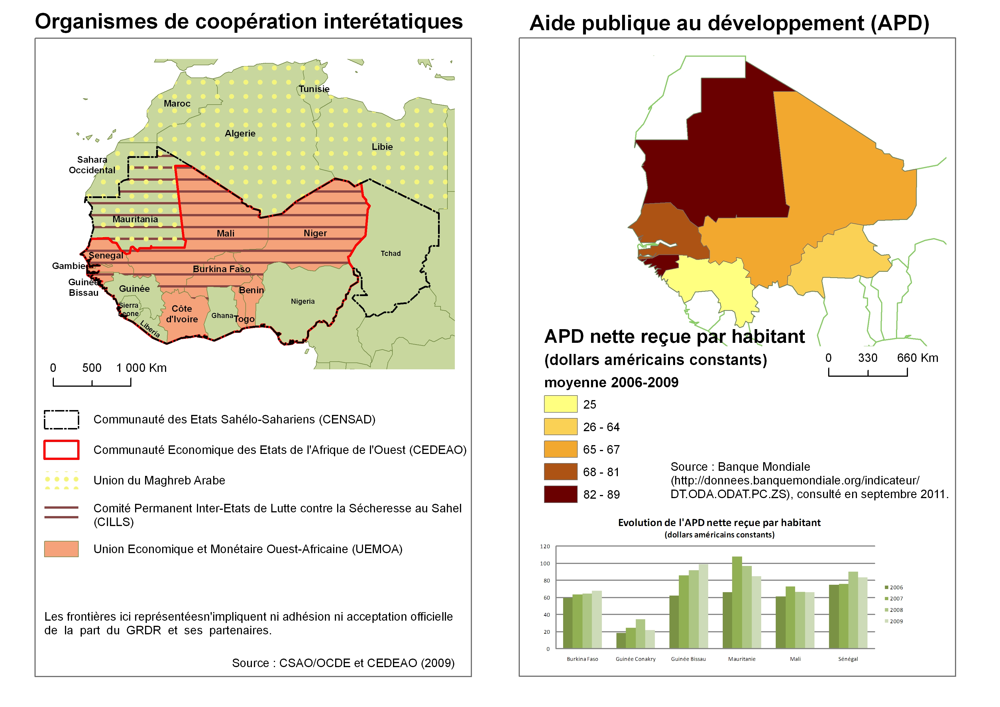 Organismes de coopération interétatiques
Tunisie
Maroc
Algerie
Libie
Sahara
Occidental
Mauritania
Mali
Niger
Tchad
Senegal
Gambie
Burkina Faso
Guinée
Bissau
Guinée
Benin
Nigeria
Sierra
Leone
Côte
d'Ivoire
Ghana
Togo
Liberia
0 500 1 000 Km
Communauté des Etats Sahélo-Sahariens (CENSAD)
Communauté Economique des Etats de l'Afrique de l'Ouest (CEDEAO)
Union du Maghreb Arabe
Comité Permanent Inter-Etats de Lutte contre la Sécheresse au Sahel
(CILLS)
Union Economique et Monétaire Ouest-Africaine (UEMOA)
Les frontières ici représentéesn'impliquent ni adhésion ni acceptation officielle
de la part du GRDR et ses partenaires.
Source : CSAO/OCDE et CEDEAO (2009)
Aide publique au développement (APD)
APD nette reçue par habitant
(dollars américains constants)
moyenne 2006-2009
0 330 660 Km
25
26 - 64
65 - 67
68 - 81
82 - 89
Source : Banque Mondiale
(http://donnees.banquemondiale.org/indicateur/
DT.ODA.ODAT.PC.ZS), consulté en septembre 2011.
Evolution de l'APD nette reçue par habitant
(dollars américains constants)
120
100
80
60
40
20
0
Burkina Faso Guinée Conakry Guinée Bissau Mauritanie Mali Sénégal
2006
2007
2008
2009